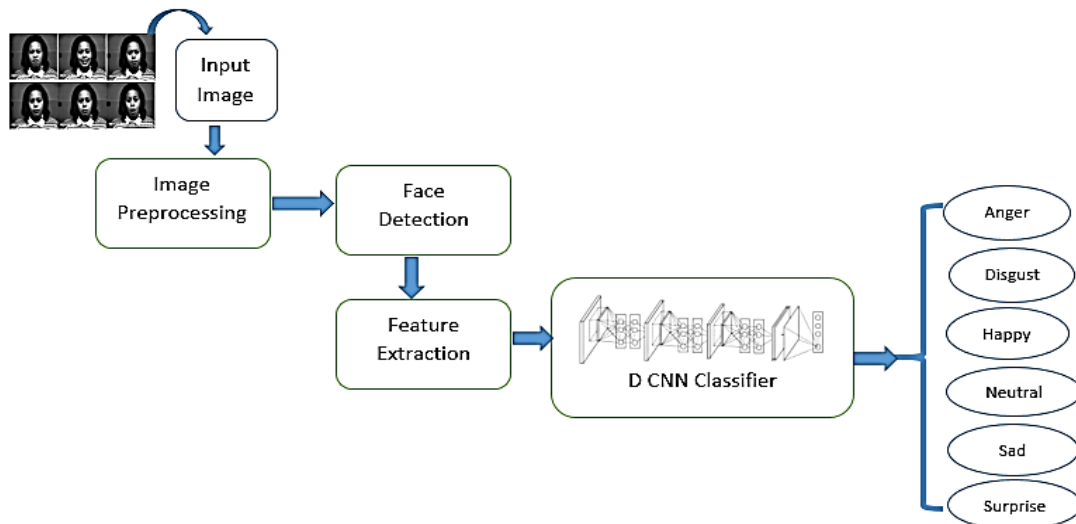 Input
Image
Image
Preprocessing
Face
Detection
Feature
Extraction
D CNN Classifier
Anger
Disgust
Happy
Neutral
Sad
Surprise